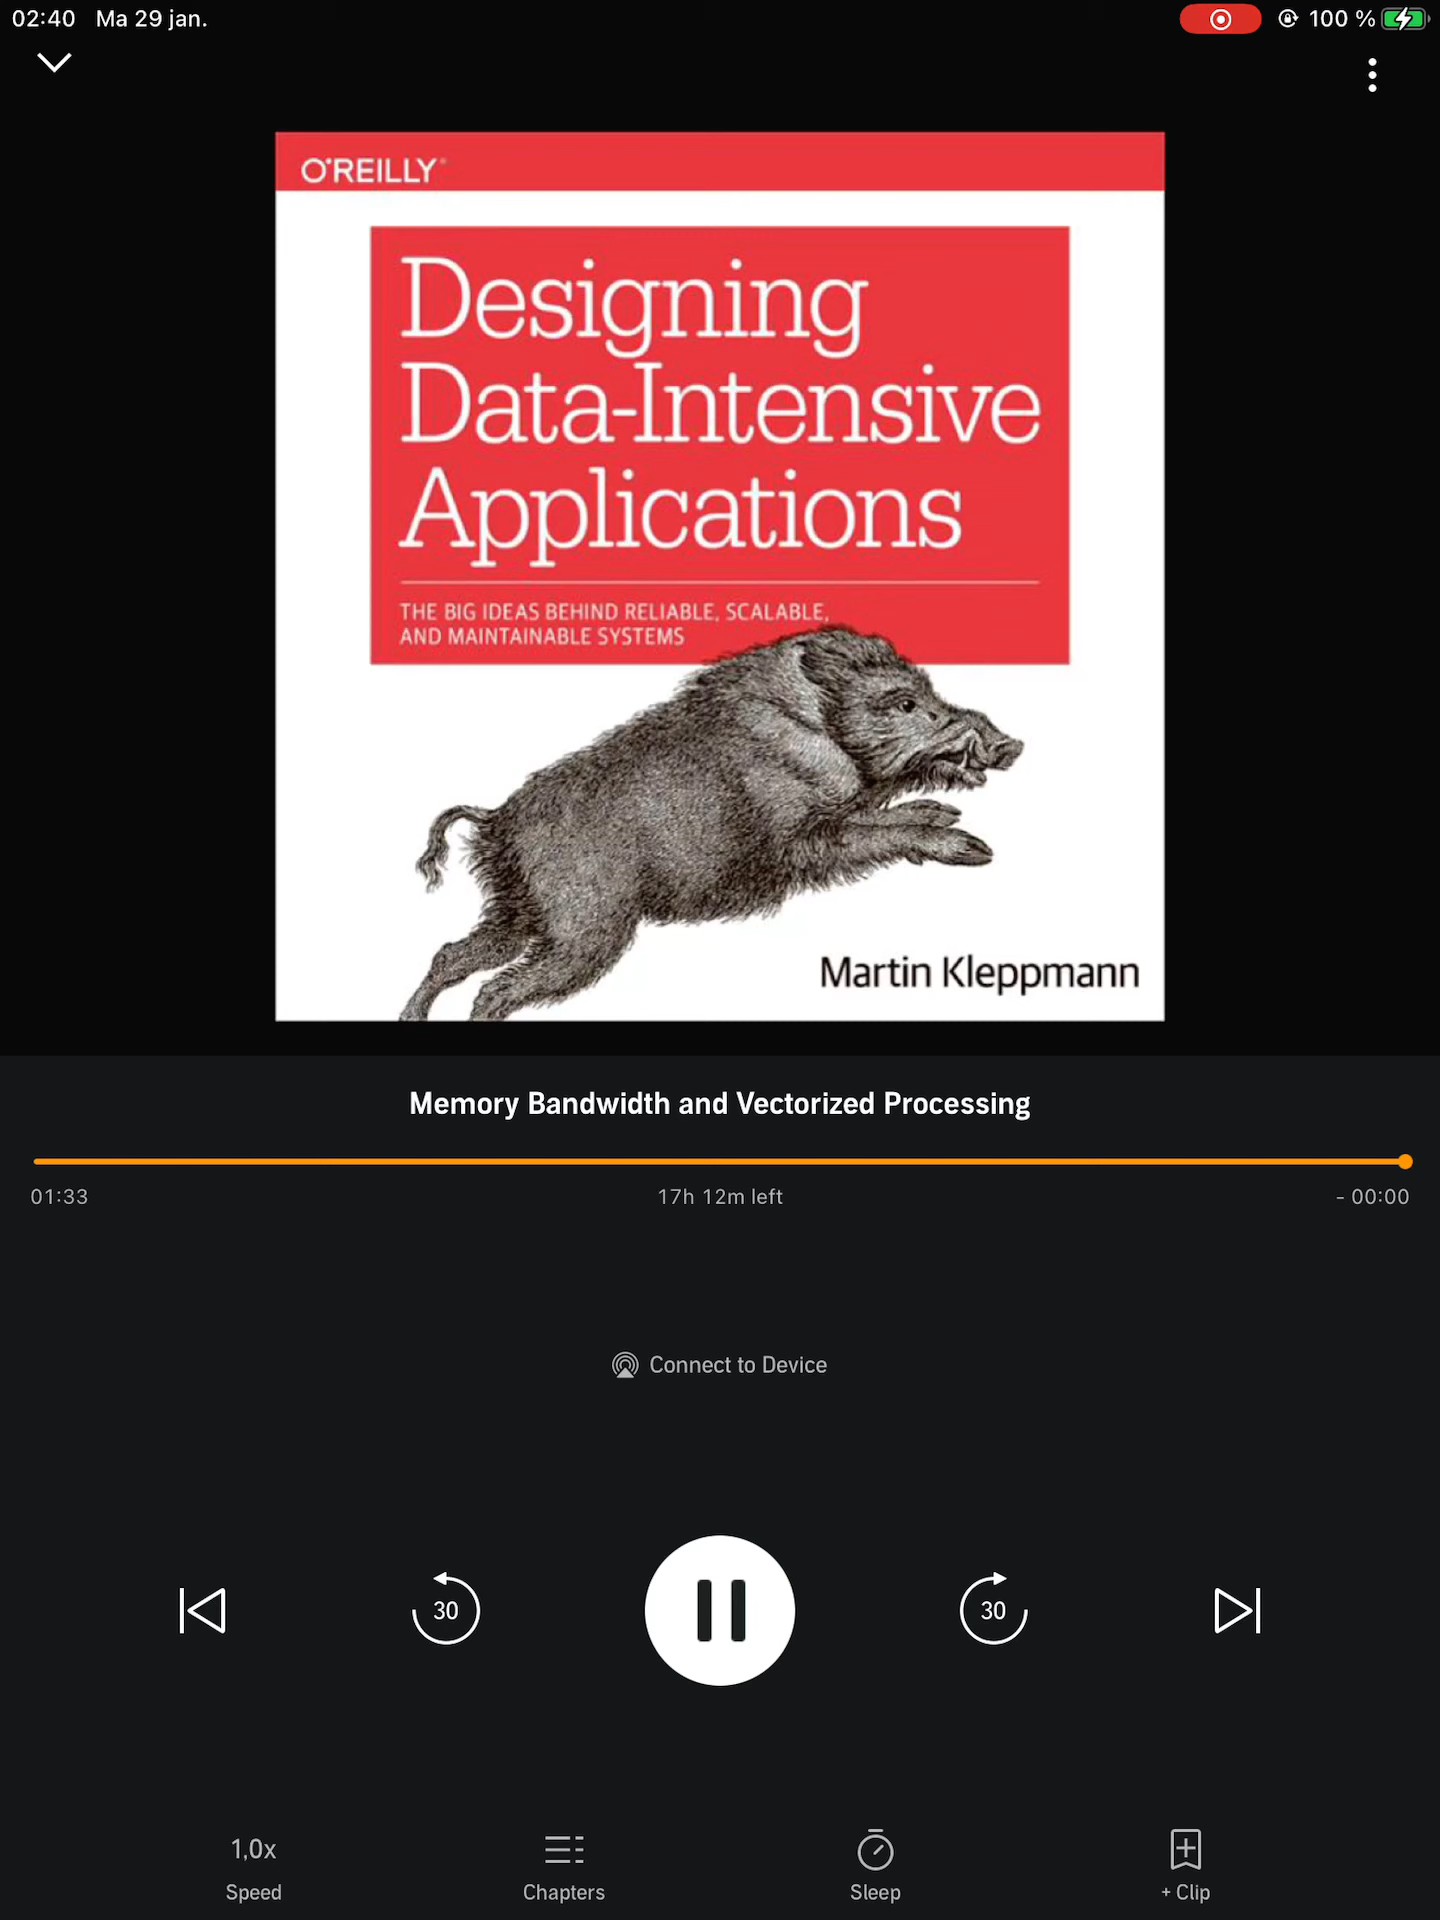 02:40 Ma 29 jan.
100 %
O'REILLY®
Designing
Data-Intensive
Applications
THE BIG IDEAS BEHIND RELIABLE, SCALABLE,
AND MAINTAINABLE SYSTEMS
Martin Kleppmann
Memory Bandwidth and Vectorized Processing
01:33 17h 12m left - 00:00
Connect to Device
30 30
1,0x
Speed Chapters Sleep + Clip